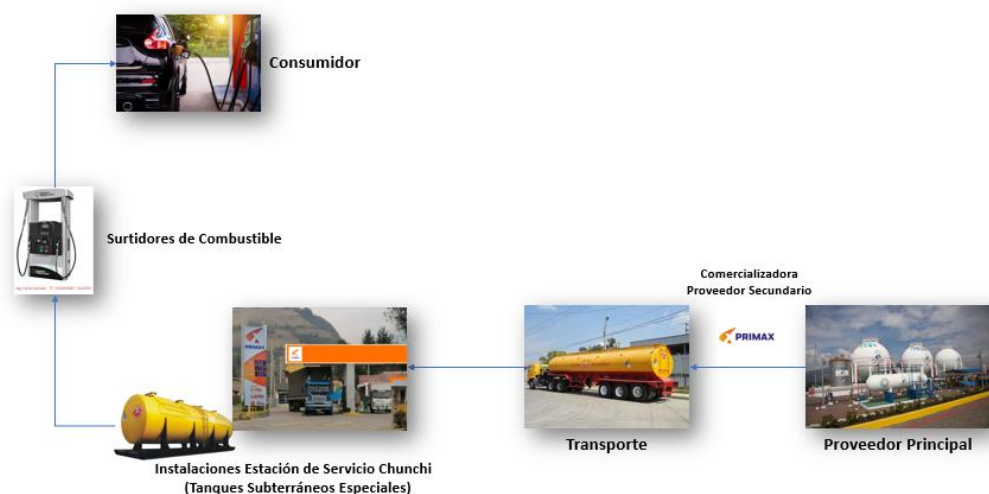 Consumidor
Surtidores de Combustible
Comercializadora
Proveedor Secundario
PRIMAX
PRIMAX
Instalaciones Estación de Servicio Chunchi
(Tanques Subterráneos Especiales)
Transporte
Proveedor Principal